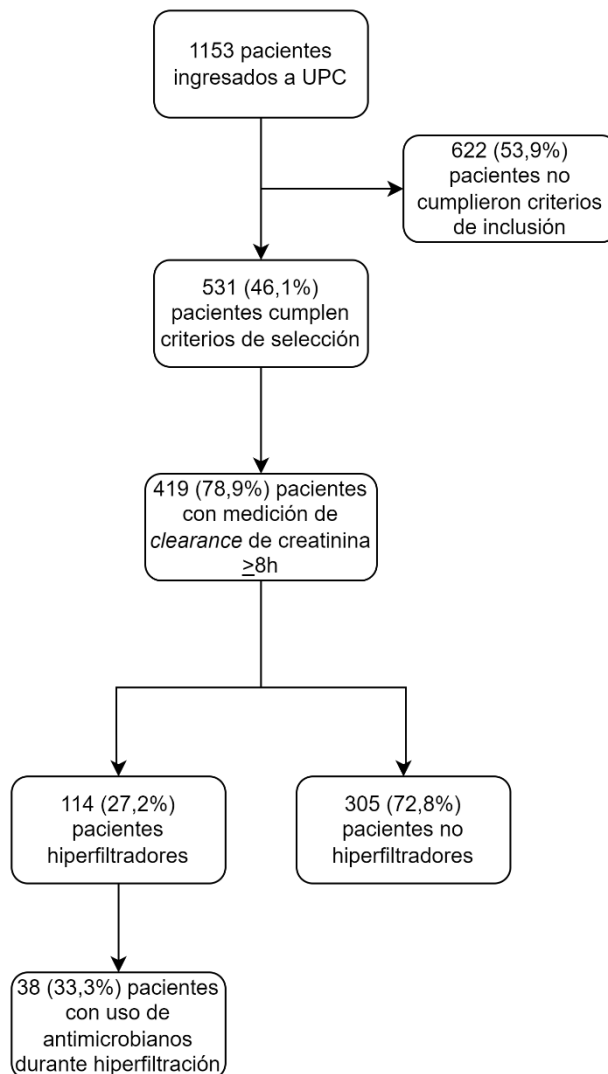 1153 pacientes
ingresados a UPC
622 (53,9%)
pacientes no
cumplieron criterios
de inclusión
531 (46,1%)
pacientes cumplen
criterios de selección
419 (78,9%) pacientes
con medición de
clearance de creatinina
≥8h
114 (27,2%)
pacientes
hiperfiltradores
305 (72,8%)
pacientes no
hiperfiltradores
38 (33,3%) pacientes
con uso de
antimicrobianos
durante hiperfiltración